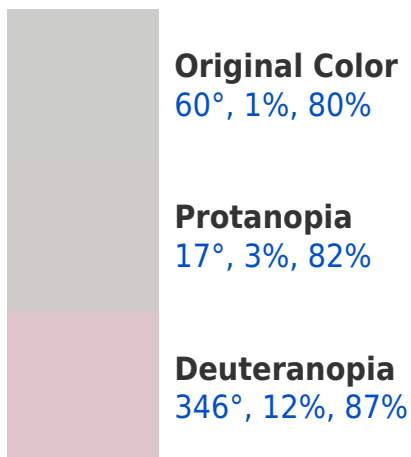 Original Color
60°, 1%, 80%
Protanopia
17°, 3%, 82%
Deuteranopia
346°, 12%, 87%